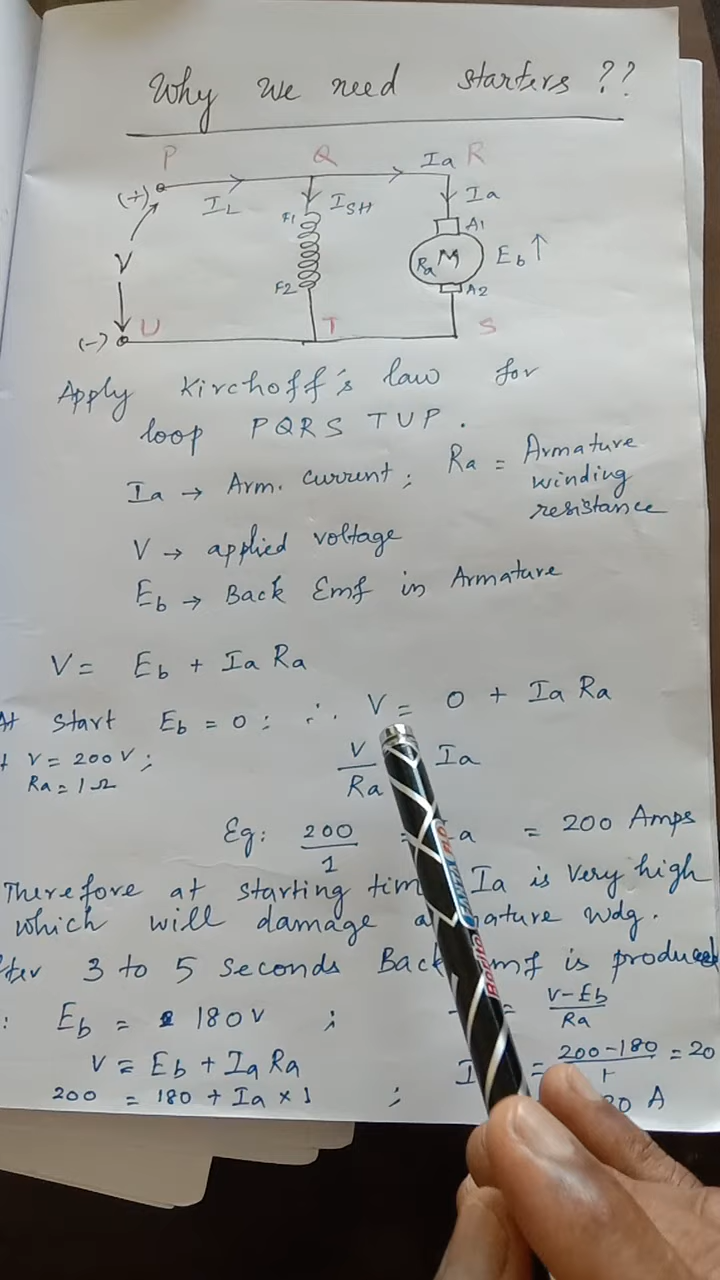 Why we need starters ??
P Q Ia R
(+) IL ISH Ia
F1 A1
V Ra M Eb ↑
F2 A2
(-) U T S
Apply Kirchoff's law for
loop PQRS TUP.
Ia → Arm. Current; Ra = Armature winding resistance
V → applied voltage
Eb → Back Emf in Armature
V = Eb + Ia Ra
At start Eb = 0; ∴ V = 0 + Ia Ra
V = 200 V; V/Ra Ia
Ra = 1 Ω
Eg: 200/1 = a = 200 Amps
Therefore at starting tim Ia is very high
which will damage a nature wdg.
3 to 5 seconds Back mf is produced
: Eb = 180 V ; = V-Eb/Ra
V = Eb + Ia Ra I = 200-180/1 = 20
200 = 180 + Ia × 1 ; A